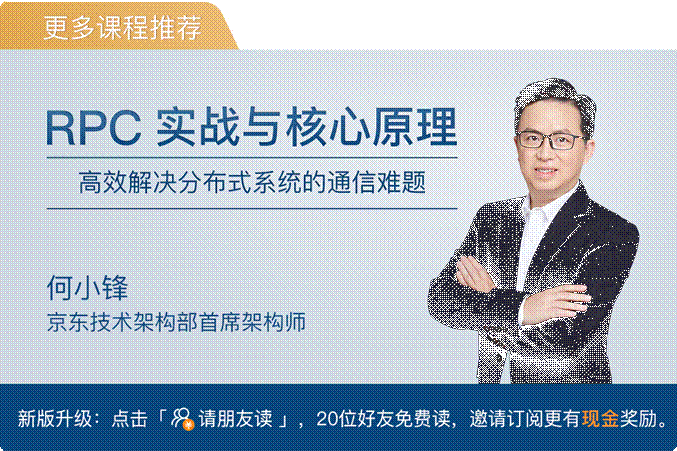 更多课程推荐
RPC 实战与核心原理
高效解决分布式系统的通信难题
何小锋
京东技术架构部首席架构师
新版升级：点击「 请朋友读 」，20位好友免费读，邀请订阅更有现金奖励。